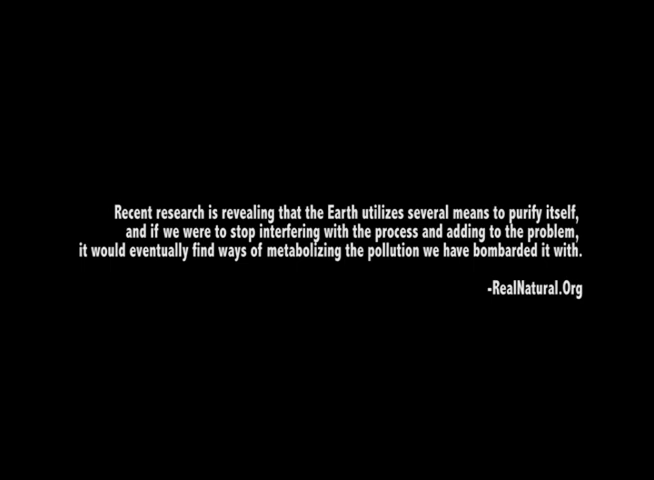 Recent research is revealing that the Earth utilizes several means to purify itself,
and if we were to stop interfering with the process and adding to the problem,
it would eventually find ways of metabolizing the pollution we have bombarded it with.
-RealNatural.Org